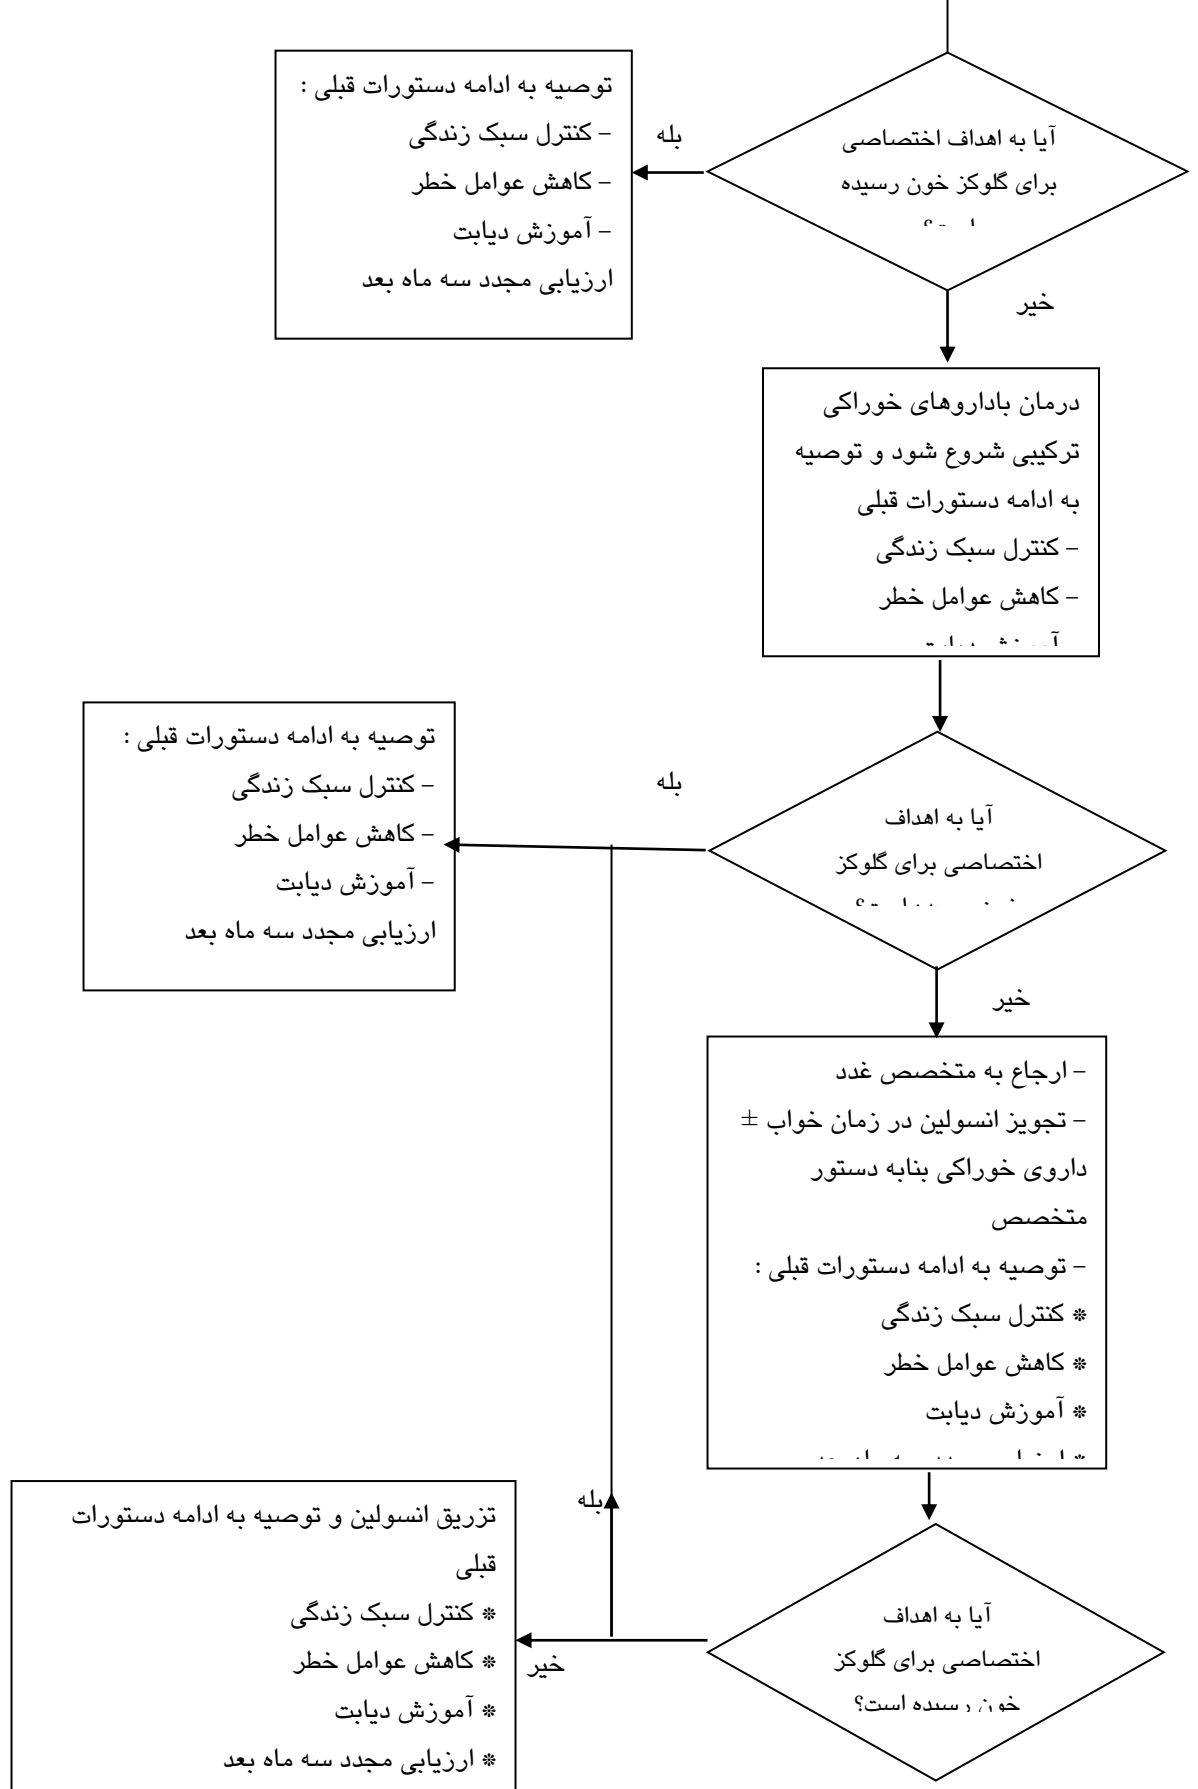 آیا به اهداف اختصاصی
برای گلوکز خون رسیده
بله
توصیه به ادامه دستورات قبلی :
– کنترل سبک زندگی
– کاهش عوامل خطر
– آموزش دیابت
ارزیابی مجدد سه ماه بعد
خیر
درمان باداروهای خوراکی
ترکیبی شروع شود و توصیه
به ادامه دستورات قبلی
– کنترل سبک زندگی
– کاهش عوامل خطر
آیا به اهداف
اختصاصی برای گلوکز
بله
توصیه به ادامه دستورات قبلی :
– کنترل سبک زندگی
– کاهش عوامل خطر
– آموزش دیابت
ارزیابی مجدد سه ماه بعد
خیر
– ارجاع به متخصص غدد
– تجویز انسولین در زمان خواب ±
داروی خوراکی بنابه دستور
متخصص
– توصیه به ادامه دستورات قبلی :
* کنترل سبک زندگی
* کاهش عوامل خطر
* آموزش دیابت
آیا به اهداف
اختصاصی برای گلوکز
خون رسیده است؟
بله
خیر
تزریق انسولین و توصیه به ادامه دستورات
قبلی
* کنترل سبک زندگی
* کاهش عوامل خطر
* آموزش دیابت
* ارزیابی مجدد سه ماه بعد